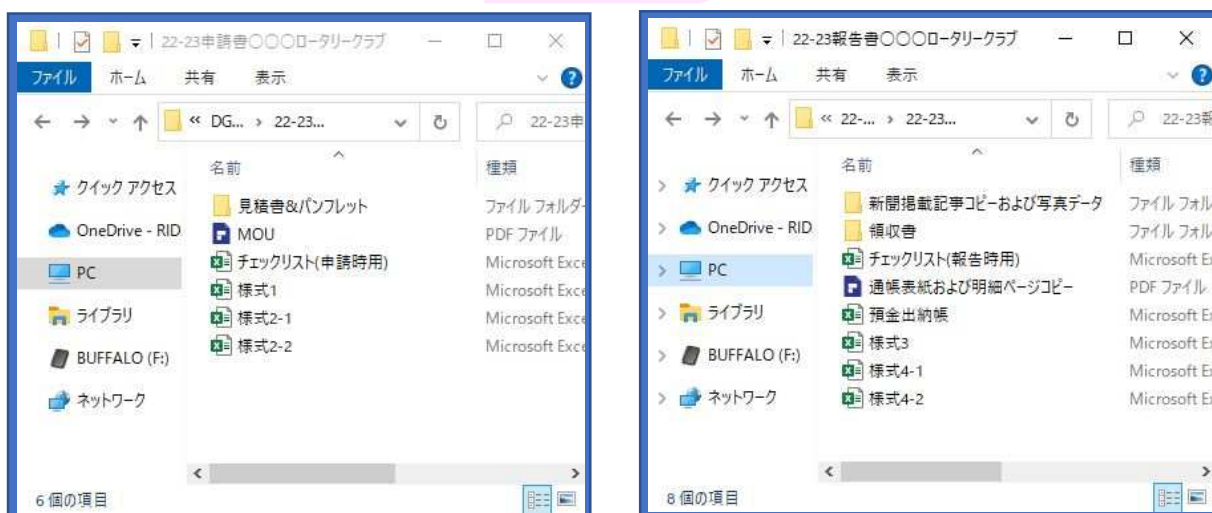 22-23申請書〇〇〇ロータリークラブ
ファイル ホーム 共有 表示
« DG... › 22-23...
22-23申
名前 種類
クイック アクセス
OneDrive - RID
PC
ライブラリ
BUFFALO (F:)
ネットワーク
見積書&パンフレット ファイル フォルダー
MOU PDF ファイル
チェックリスト(申請時用) Microsoft Exce
様式1 Microsoft Exce
様式2-1 Microsoft Exce
様式2-2 Microsoft Exce
6 個の項目
22-23報告書〇〇〇ロータリークラブ
ファイル ホーム 共有 表示
« 22-... › 22-23...
22-23報
名前 種類
クイック アクセス
OneDrive - RID
PC
ライブラリ
BUFFALO (F:)
ネットワーク
新聞掲載記事コピーおよび写真データ ファイル フォル
領収書 ファイル フォル
チェックリスト(報告時用) Microsoft Ex
通帳表紙および明細ページコピー PDF ファイル
預金出納帳 Microsoft Ex
様式3 Microsoft Ex
様式4-1 Microsoft Ex
様式4-2 Microsoft Ex
8 個の項目